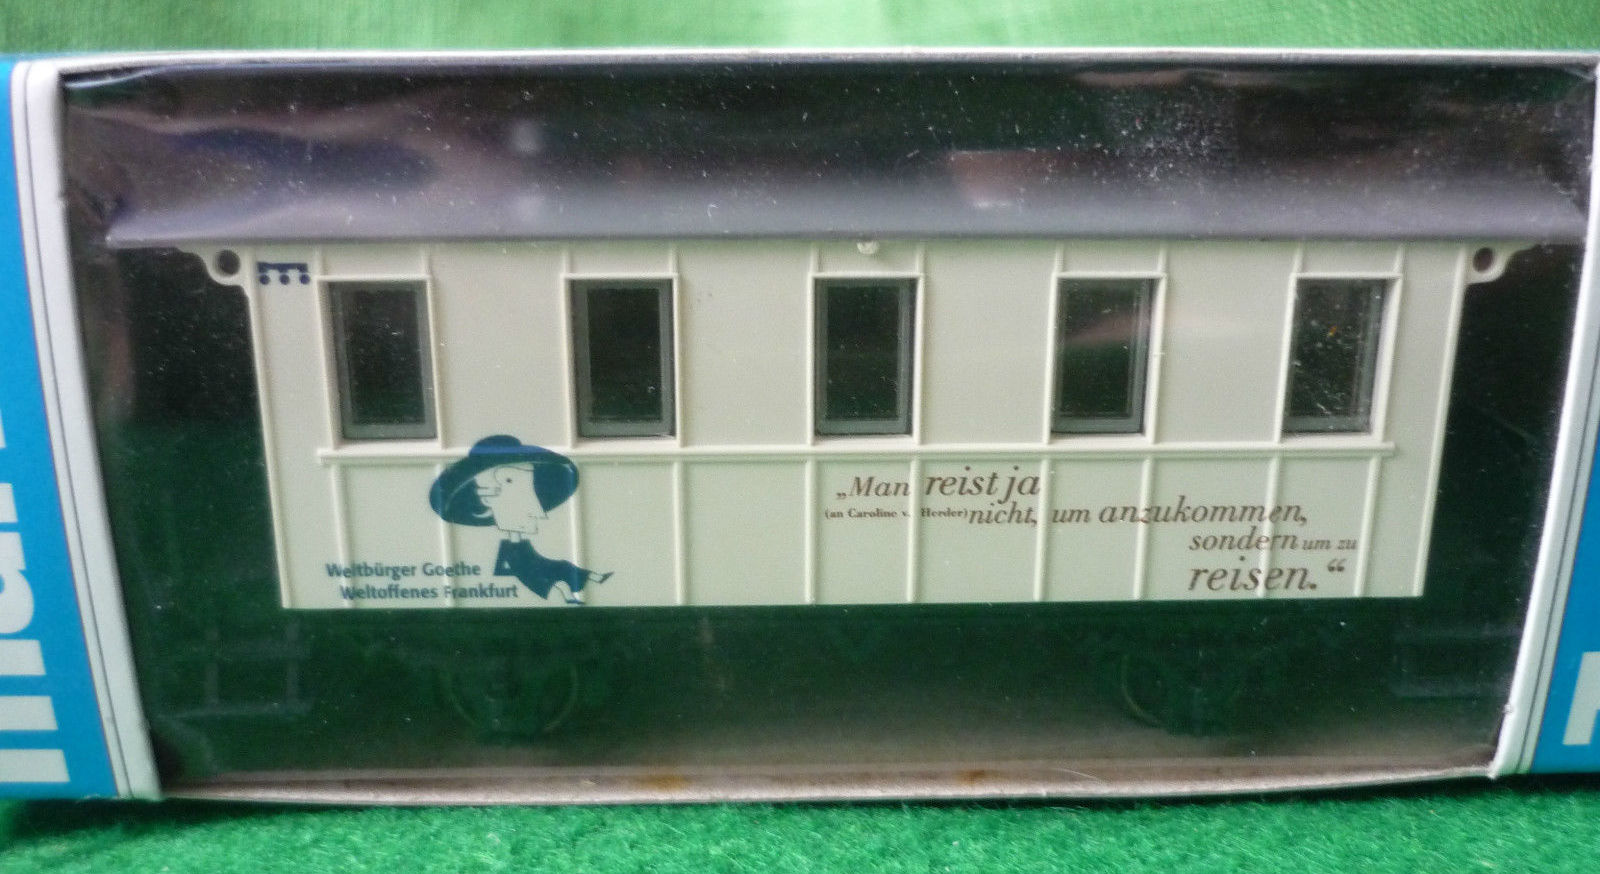 „Man reist ja
(an Caroline v. Herder) nicht, um anzukommen,
sondern um zu
reisen.“
Weltbürger Goethe
Weltoffenes Frankfurt